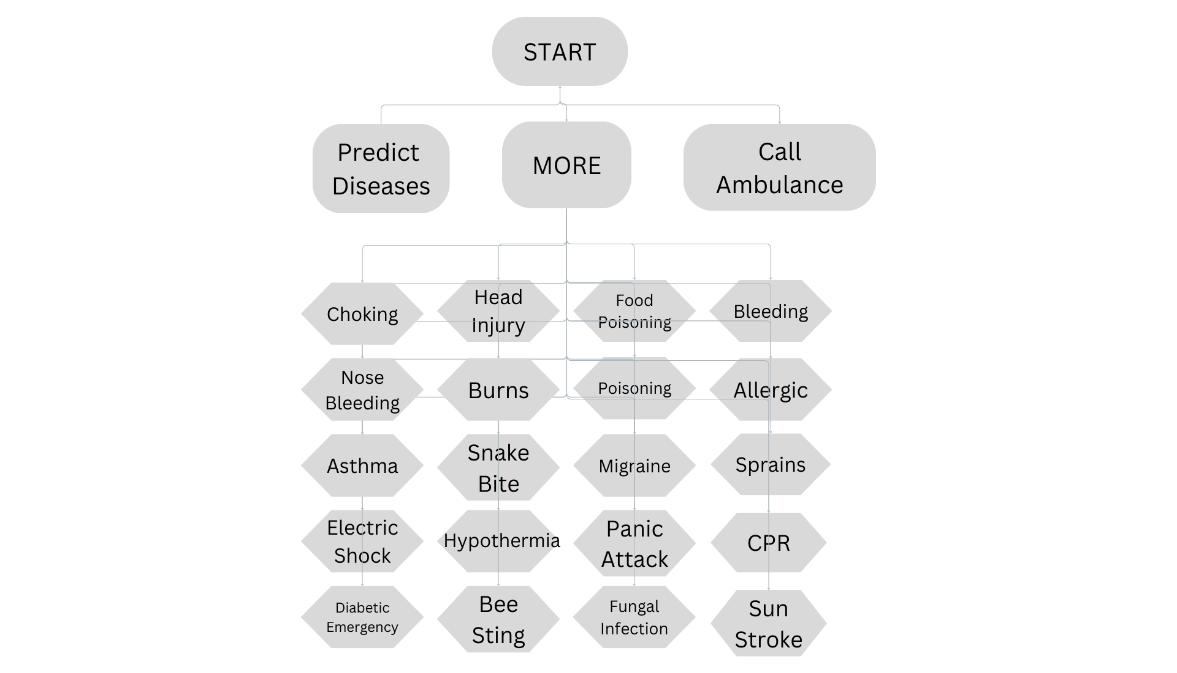 START
Predict
Diseases
MORE
Call
Ambulance
Choking
Head
Injury
Food
Poisoning
Bleeding
Nose
Bleeding
Burns
Poisoning
Allergic
Asthma
Snake
Bite
Migraine
Sprains
Electric
Shock
Hypothermia
Panic
Attack
CPR
Diabetic
Emergency
Bee
Sting
Fungal
Infection
Sun
Stroke